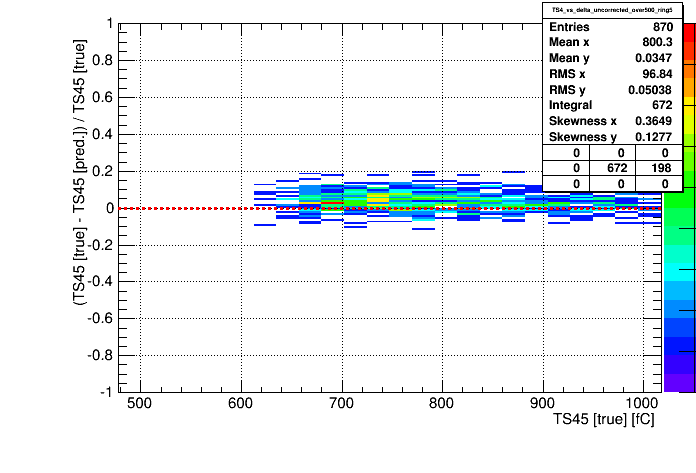 TS4_vs_delta_uncorrected_over500_ring5
Entries 870
Mean x 800.3
Mean y 0.0347
RMS x 96.84
RMS y 0.05038
Integral 672
Skewness x 0.3649
Skewness y 0.1277
0 0 0
0 672 198
0 0 0
(TS45 [true] - TS45 [pred.]) / TS45 [true]
1
0.8
0.6
0.4
0.2
0
-0.2
-0.4
-0.6
-0.8
-1
500 600 700 800 900 1000
TS45 [true] [fC]